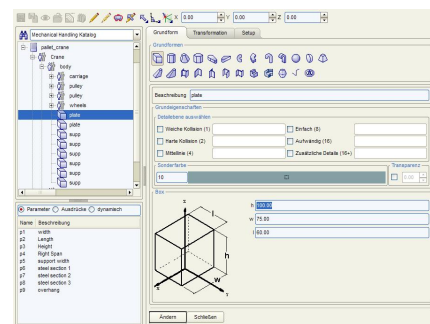 X 0.00 Y 0.00 Z 0.00
Mechanical Handling Katalog
pallet_crane
Crane
body
carriage
pulley
pulley
wheels
plate
plate
supp
supp
supp
supp
supp
supp
Parameter Ausdrücke dynamisch
Name Beschreibung
p1 width
p2 Length
p3 Height
p4 Right Span
p5 support width
p6 steel section 1
p7 steel section 2
p8 steel section 3
p9 overhang
Grundform Transformation Setup
Grundformen
Beschreibung plate
Grundeigenschaften
Detailebene auswählen
Weiche Kollision (1) Einfach (8)
Harte Kollision (2) Aufwändig (16)
Mittellinie (4) Zusätzliche Details (16+)
Sonderfarbe Transparenz
10 0.00
Box
h 100.00
w 75.00
l 60.00
z
l
h
w
x
Y
Ändern Schließen